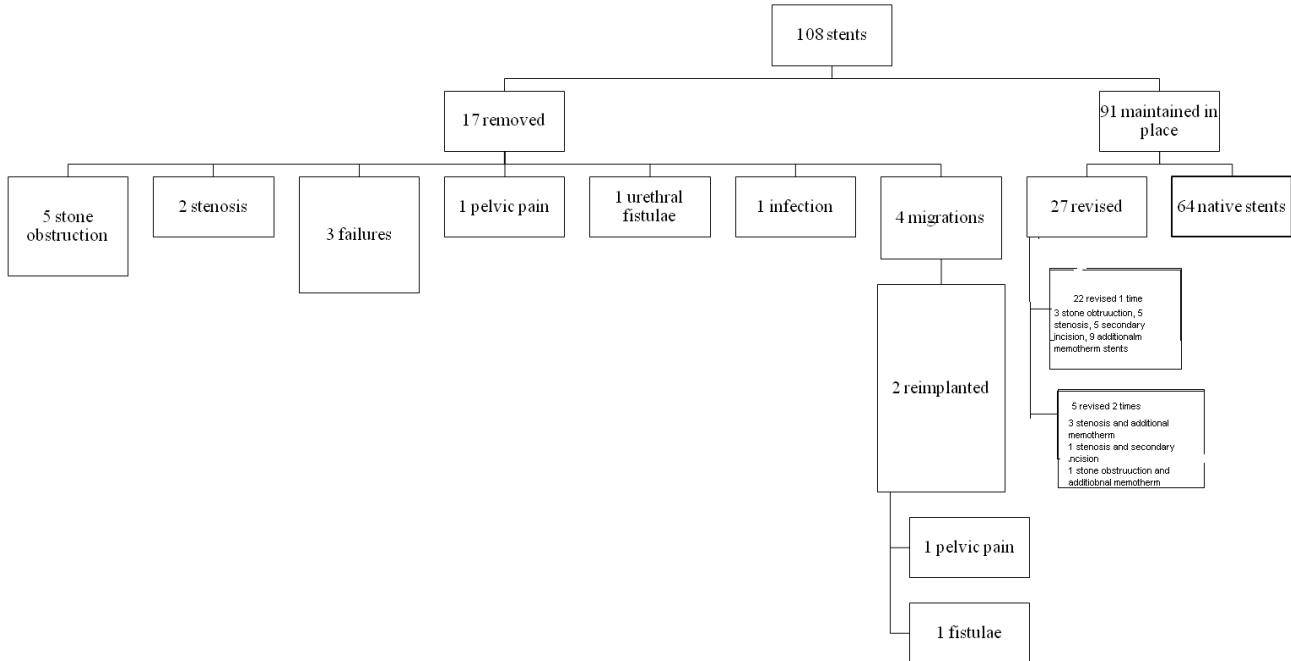 108 stents
17 removed
91 maintained in
place
5 stone
obstruction
2 stenosis
3 failures
1 pelvic pain
1 urethral
fistulae
1 infection
4 migrations
27 revised
64 native stents
22 revised 1 time
3 stone obtruuction, 5
stenosis, 5 secondary
incision, 9 additionalm
memotherm stents
2 reimplanted
5 revised 2 times
3 stenosis and additional
memotherm
1 stenosis and secondary
incision
1 stone obstruuction and
additiobnal memotherm
1 pelvic pain
1 fistulae